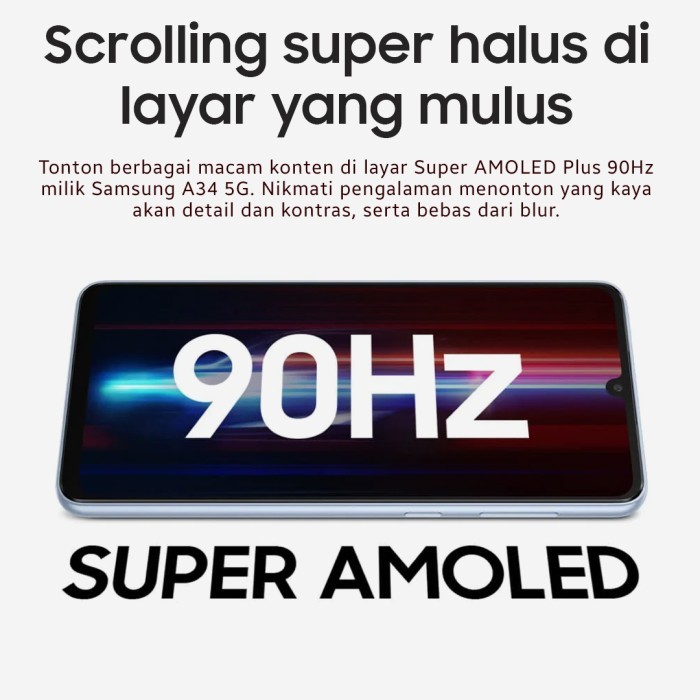 Scrolling super halus di
layar yang mulus
Tonton berbagai macam konten di layar Super AMOLED Plus 90Hz
milik Samsung A34 5G. Nikmati pengalaman menonton yang kaya
akan detail dan kontras, serta bebas dari blur.
90Hz
SUPER AMOLED